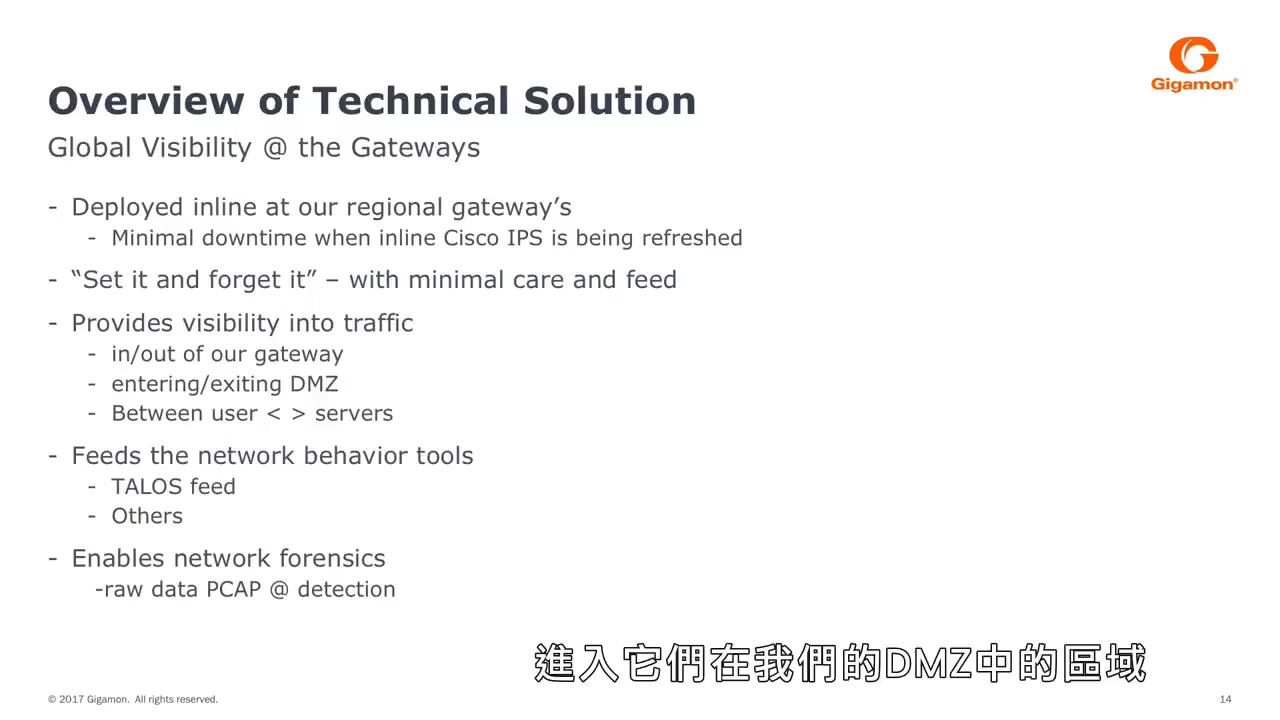 Gigamon®
Overview of Technical Solution
Global Visibility @ the Gateways
- Deployed inline at our regional gateway’s
- Minimal downtime when inline Cisco IPS is being refreshed
- “Set it and forget it” – with minimal care and feed
- Provides visibility into traffic
- in/out of our gateway
- entering/exiting DMZ
- Between user < > servers
- Feeds the network behavior tools
- TALOS feed
- Others
- Enables network forensics
-raw data PCAP @ detection
進入它們在我們的DMZ中的區域
© 2017 Gigamon. All rights reserved.
14